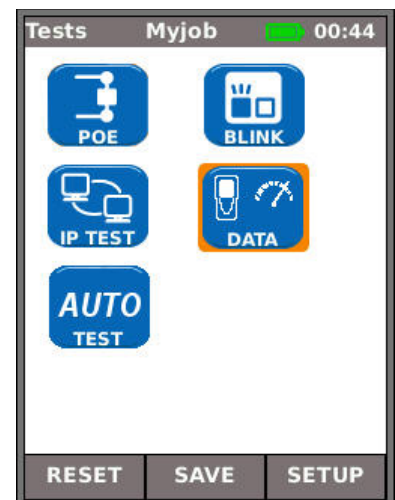 Tests Myjob 00:44
POE BLINK
IP TEST DATA
AUTO
TEST
RESET SAVE SETUP